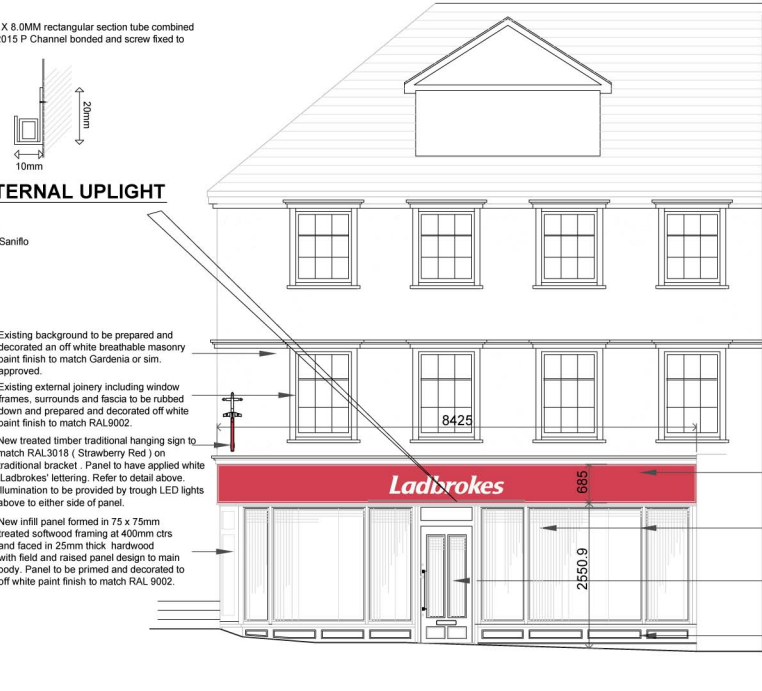 X 8.0MM rectangular section tube combined
2015 P Channel bonded and screw fixed to
20mm
10mm
TERNAL UPLIGHT
Saniflo
Existing background to be prepared and
decorated an off white breathable masonry
paint finish to match Gardenia or sim.
approved.
Existing external joinery including window
frames, surrounds and fascia to be rubbed
down and prepared and decorated off white
paint finish to match RAL9002.
New treated timber traditional hanging sign to
match RAL3018 ( Strawberry Red ) on
traditional bracket . Panel to have applied white
'Ladbrokes' lettering. Refer to detail above.
Illumination to be provided by trough LED lights
above to either side of panel.
New infill panel formed in 75 x 75mm
treated softwood framing at 400mm ctrs
and faced in 25mm thick hardwood
with field and raised panel design to main
body. Panel to be primed and decorated to
off white paint finish to match RAL 9002.
8425
Ladbrokes
685
2550.9